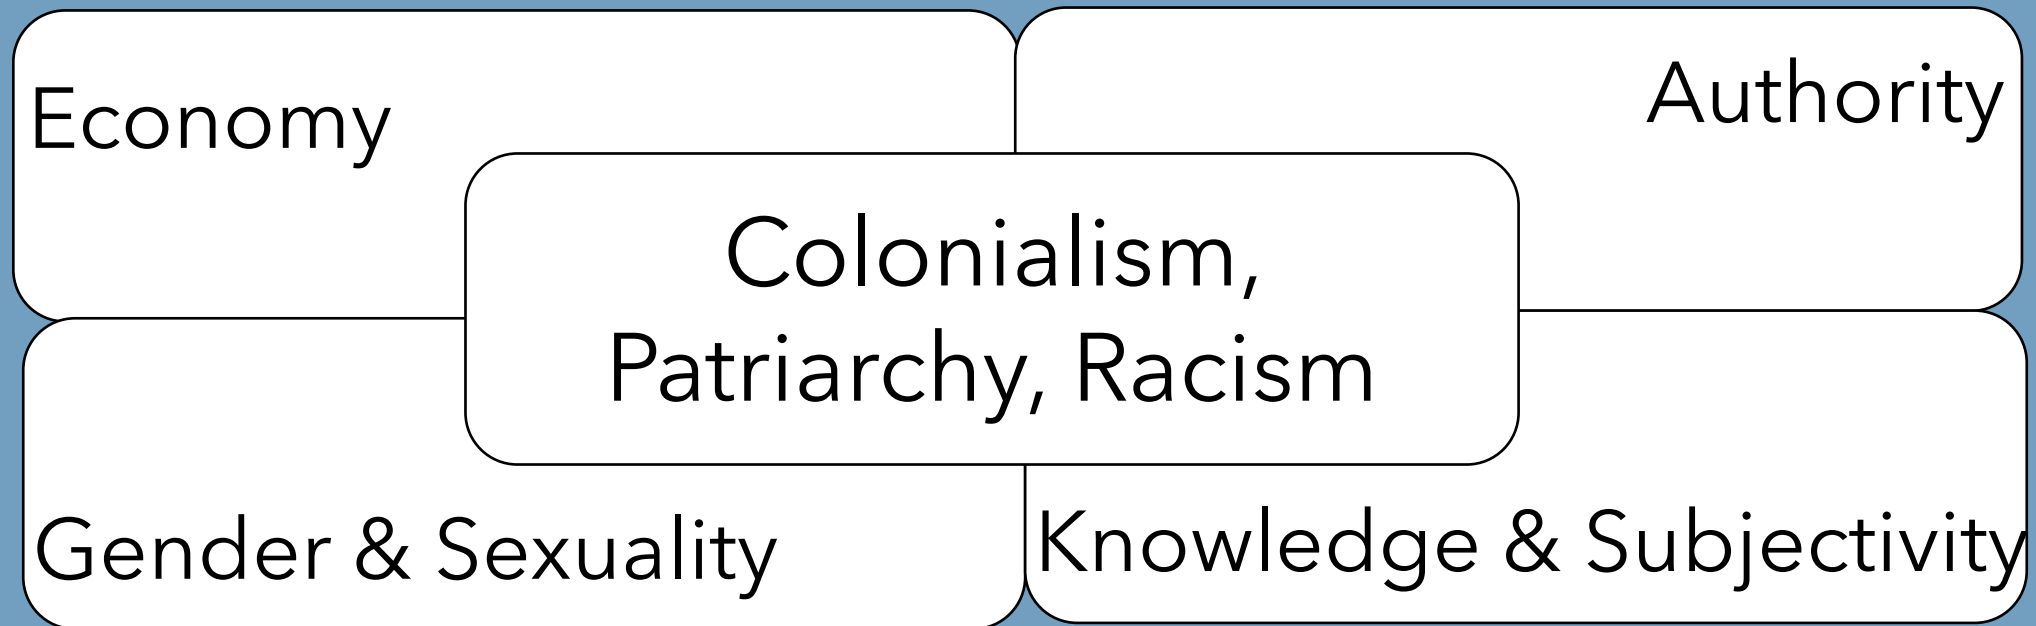 Economy
Authority
Colonialism,
Patriarchy, Racism
Gender & Sexuality
Knowledge & Subjectivity